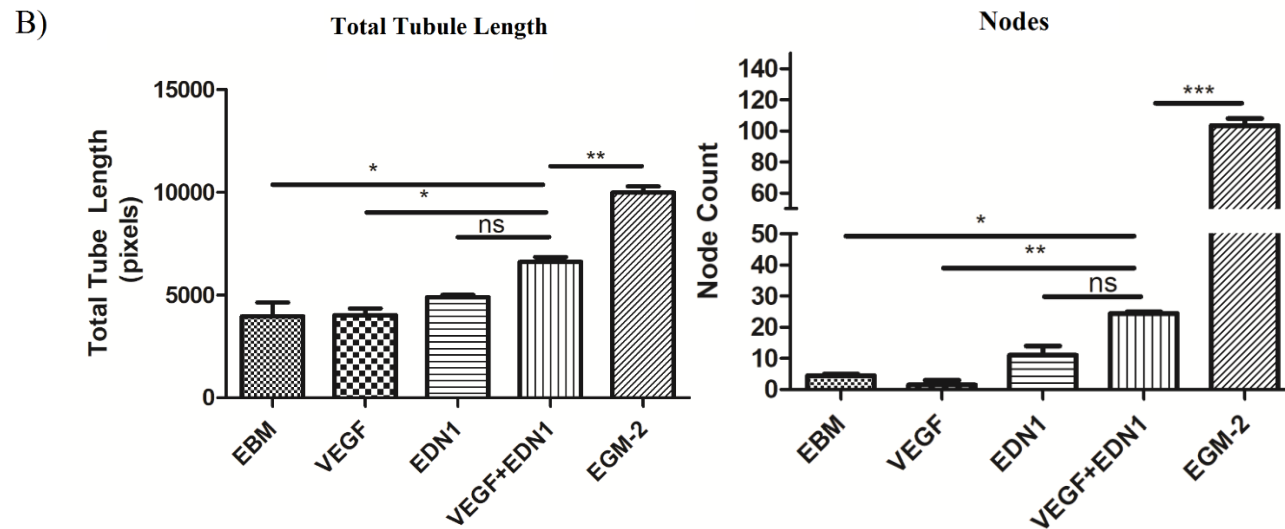 B)
Total Tubule Length
Total Tube Length
(pixels)
15000
10000
5000
0
*
*
ns
**
EBM
VEGF
EDN1
VEGF+EDN1
EGM-2
Nodes
Node Count
140
120
100
80
60
50
40
30
20
10
0
***
*
**
ns
EBM
VEGF
EDN1
VEGF+EDN1
EGM-2